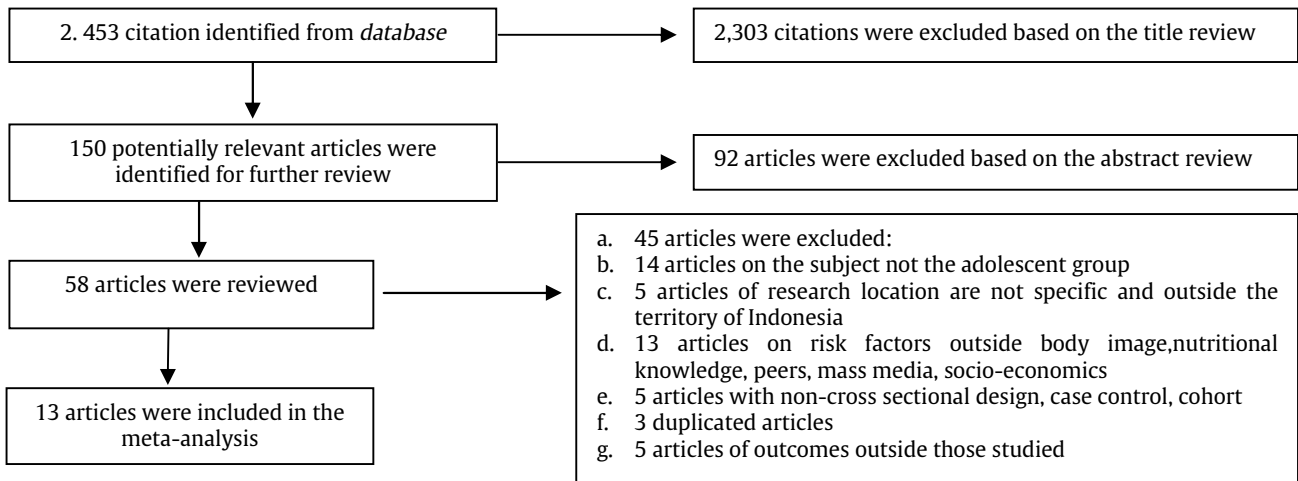 2. 453 citation identified from database
2,303 citations were excluded based on the title review
150 potentially relevant articles were
identified for further review
92 articles were excluded based on the abstract review
58 articles were reviewed
a. 45 articles were excluded:
b. 14 articles on the subject not the adolescent group
c. 5 articles of research location are not specific and outside the
territory of Indonesia
d. 13 articles on risk factors outside body image,nutritional
knowledge, peers, mass media, socio-economics
e. 5 articles with non-cross sectional design, case control, cohort
f. 3 duplicated articles
g. 5 articles of outcomes outside those studied
13 articles were included in the
meta-analysis